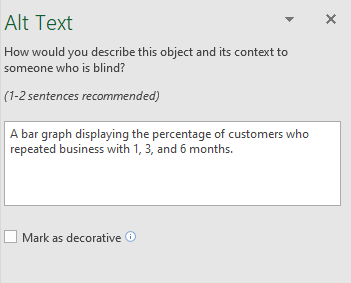 Alt Text
How would you describe this object and its context to
someone who is blind?
(1-2 sentences recommended)
A bar graph displaying the percentage of customers who
repeated business with 1, 3, and 6 months.
Mark as decorative